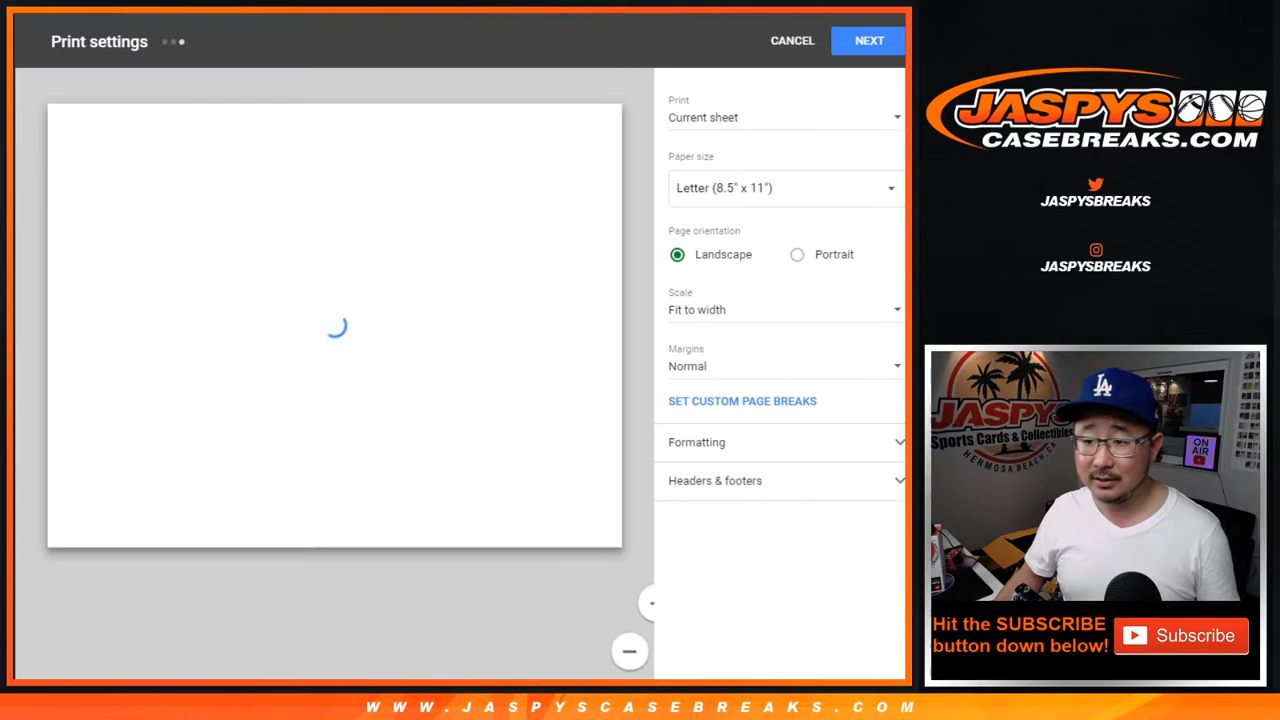 Print settings
CANCEL
NEXT
Print
Current sheet
Paper size
Letter (8.5" x 11")
Page orientation
Landscape
Portrait
Scale
Fit to width
Margins
Normal
SET CUSTOM PAGE BREAKS
Formatting
Headers & footers
JASPYS
CASEBREAKS.COM
JASPYSBREAKS
JASPYSBREAKS
JASPYS
Sports Cards & Collectibles
HERMOSA BEACH, CA
LA
ON
AIR
Hit the SUBSCRIBE
button down below!
Subscribe
WWW.JASPYSCASEBREAKS.COM